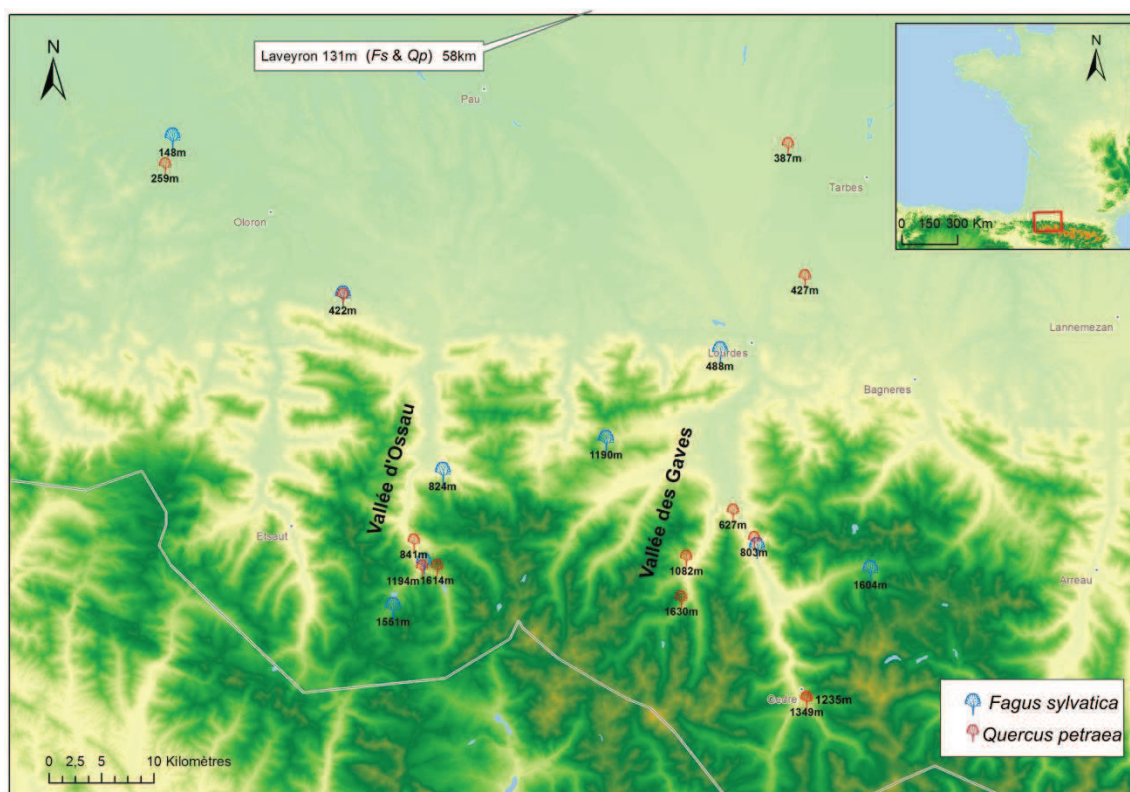 Laveyron 131m (Fs & Qp) 58km
N
N
Pau
148m
259m
387m
Tarbes
Oloron
0 150 300 Km
422m
427m
Lannemezan
Lourdes
488m
Bagneres
Vallée d'Ossau
1190m
Vallée des Gaves
824m
627m
Etsaut
841m
803m
1194m
1614m
1082m
1604m
Arreau
1551m
1630m
1235m
1349m
Fagus sylvatica
Quercus petraea
0 2,5 5 10 Kilomètres